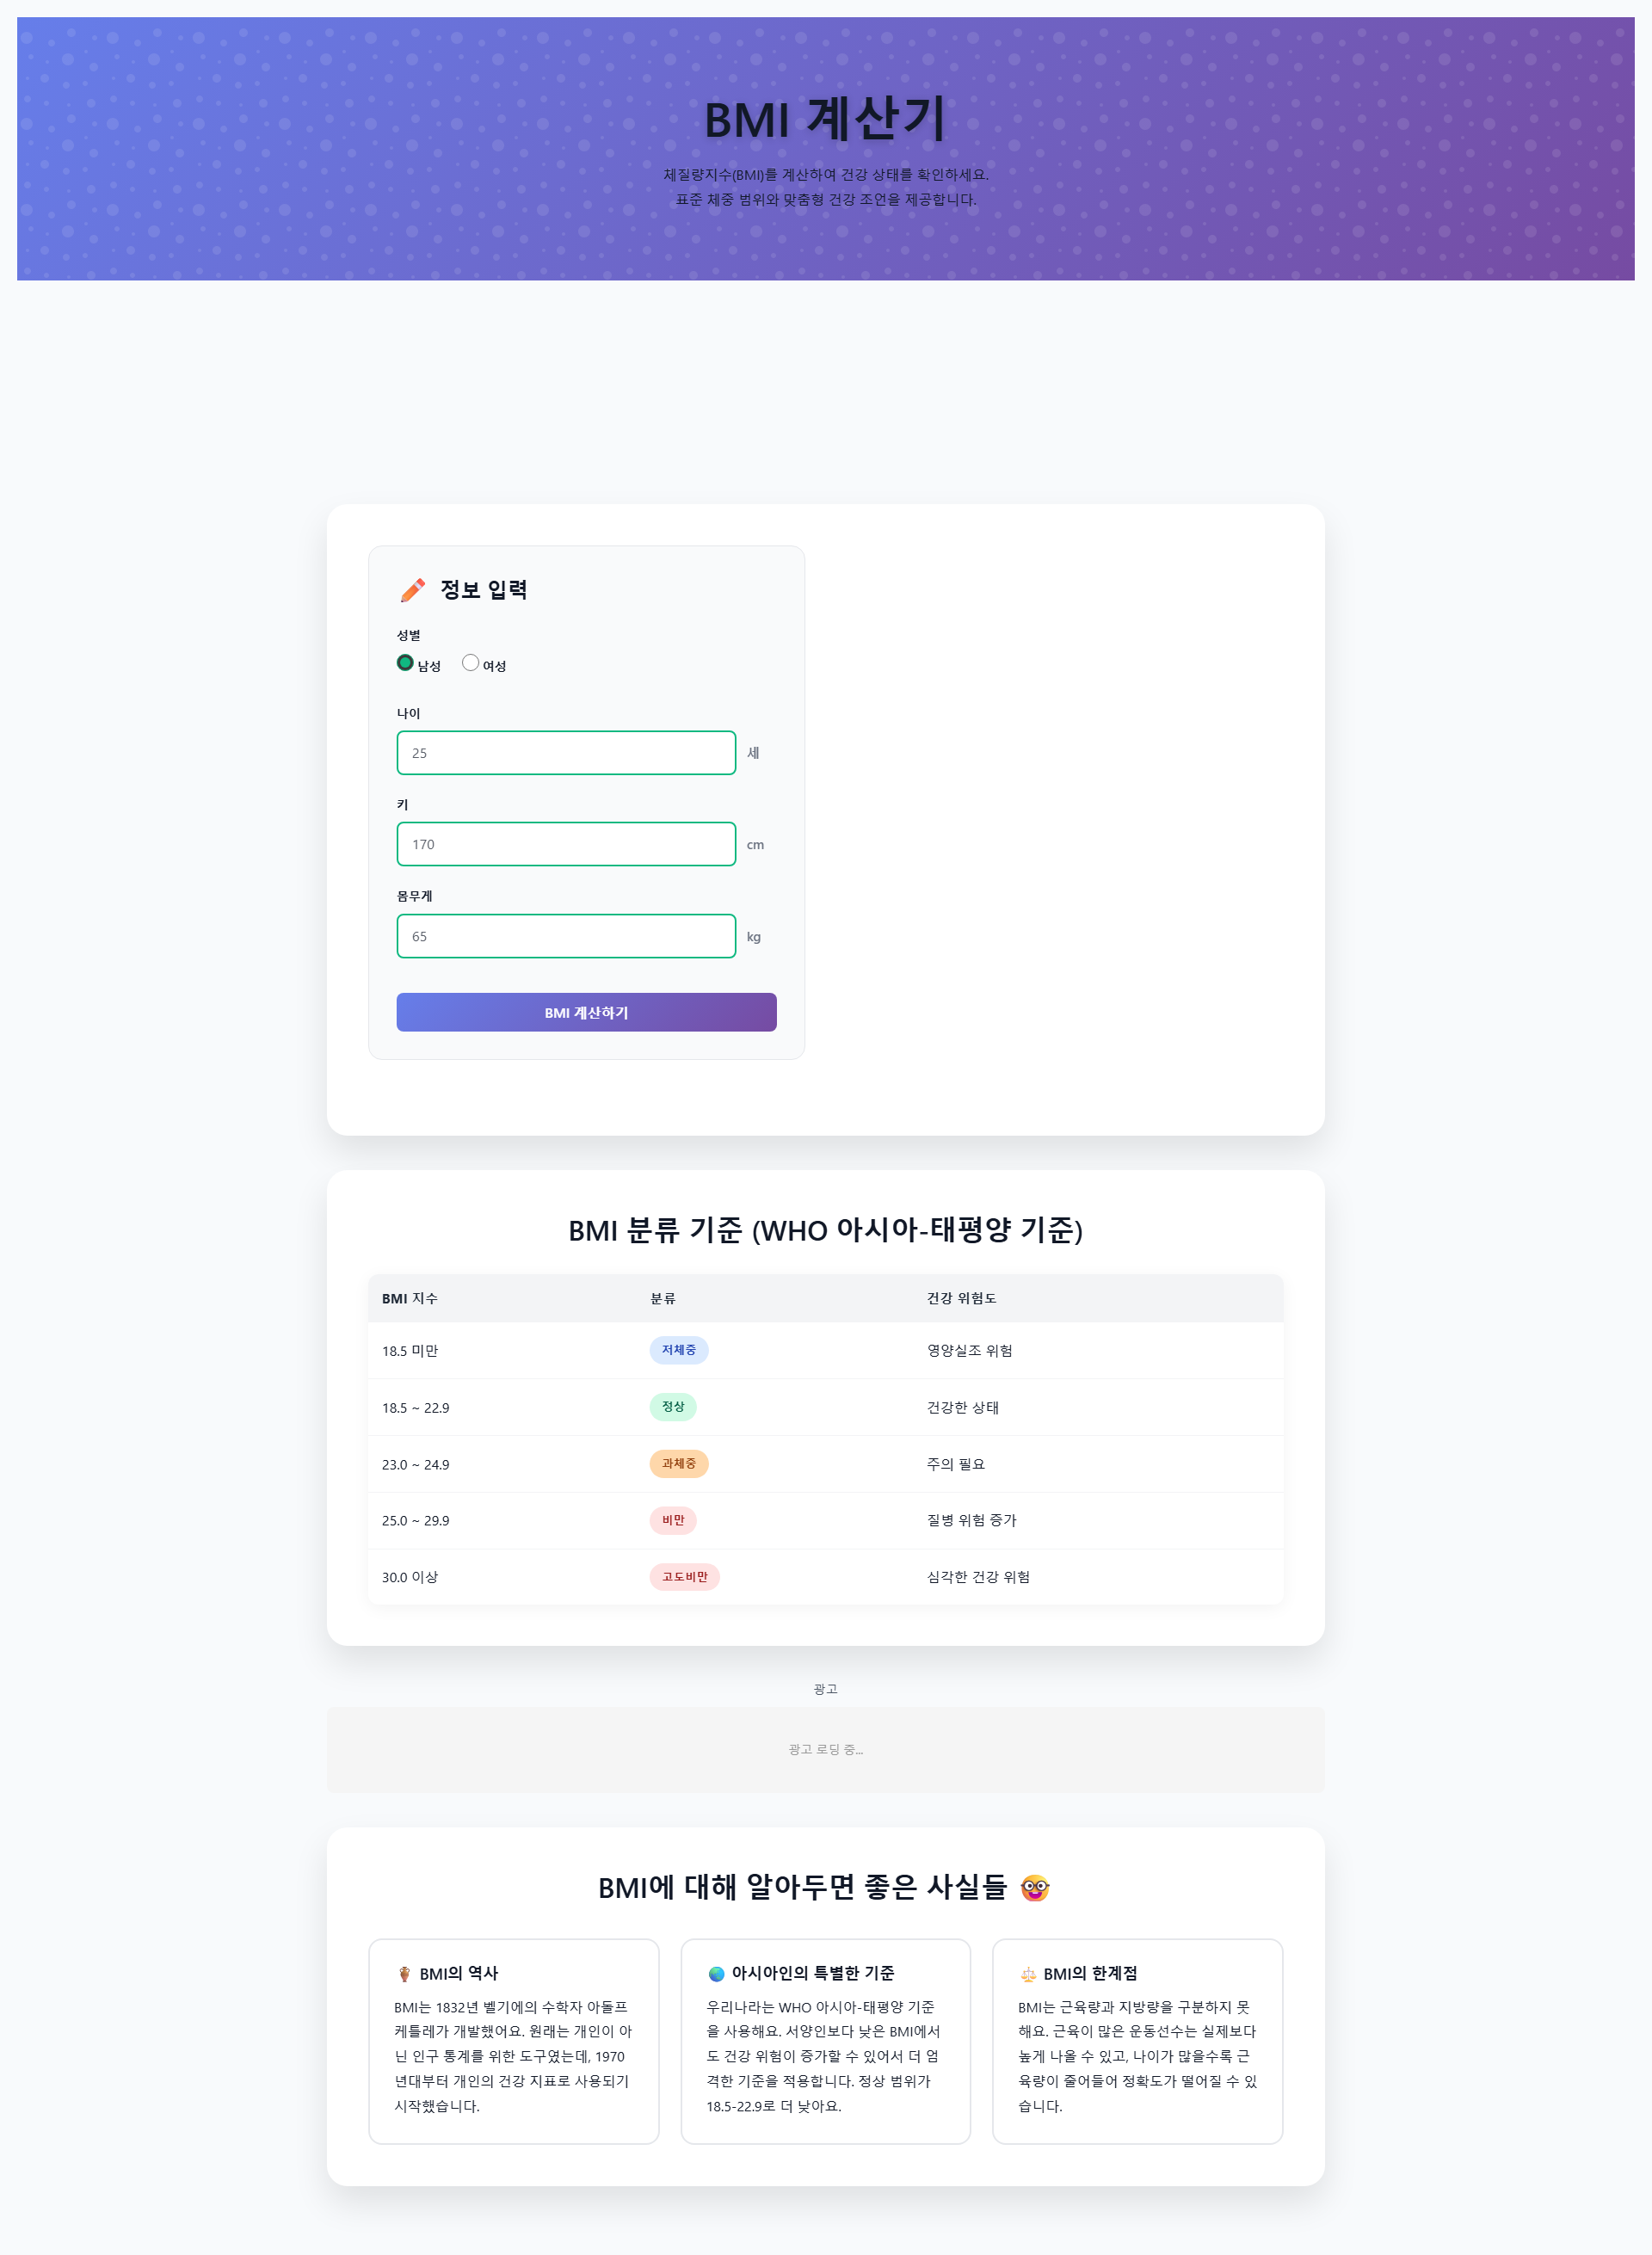 BMI 계산기
체질량지수(BMI)를 계산하여 건강 상태를 확인하세요.
표준 체중 범위와 맞춤형 건강 조언을 제공합니다.
정보 입력
성별
남성 여성
나이
25 세
키
170 cm
몸무게
65 kg
BMI 계산하기
BMI 분류 기준 (WHO 아시아-태평양 기준)
BMI 지수 분류 건강 위험도
18.5 미만 저체중 영양실조 위험
18.5 ~ 22.9 정상 건강한 상태
23.0 ~ 24.9 과체중 주의 필요
25.0 ~ 29.9 비만 질병 위험 증가
30.0 이상 고도비만 심각한 건강 위험
광고
광고 로딩 중...
BMI에 대해 알아두면 좋은 사실들
BMI의 역사
BMI는 1832년 벨기에의 수학자 아돌프
케틀레가 개발했어요. 원래는 개인이 아
닌 인구 통계를 위한 도구였는데, 1970
년대부터 개인의 건강 지표로 사용되기
시작했습니다.
아시아인의 특별한 기준
우리나라는 WHO 아시아-태평양 기준
을 사용해요. 서양인보다 낮은 BMI에서
도 건강 위험이 증가할 수 있어서 더 엄
격한 기준을 적용합니다. 정상 범위가
18.5-22.9로 더 낮아요.
BMI의 한계점
BMI는 근육량과 지방량을 구분하지 못
해요. 근육이 많은 운동선수는 실제보다
높게 나올 수 있고, 나이가 많을수록 근
육량이 줄어들어 정확도가 떨어질 수 있
습니다.